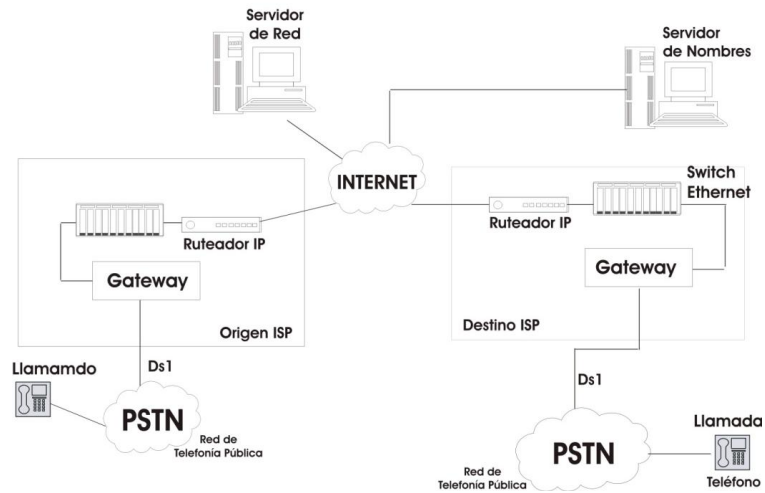 Servidor
de Red
Servidor
de Nombres
INTERNET
Switch
Ethernet
Ruteador IP
Gateway
Origen ISP
Ruteador IP
Gateway
Destino ISP
Ds1
Llamamdo
PSTN
Red de
Telefonía Pública
Ds1
PSTN
Red de
Telefonía Pública
Llamada
Teléfono